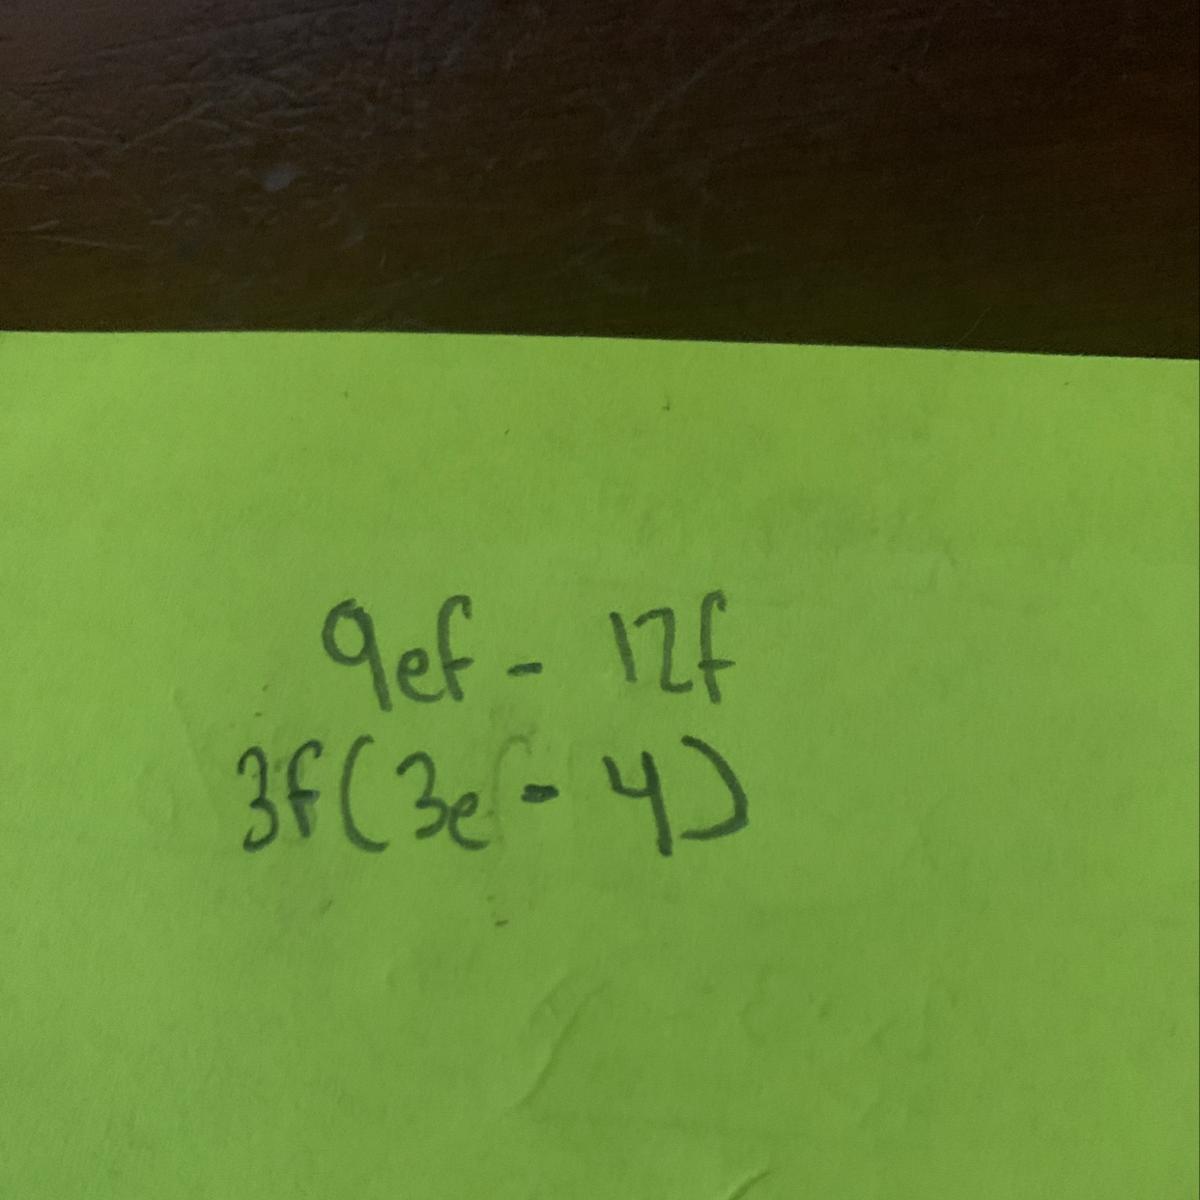 9ef - 12f
3f(3e - 4)